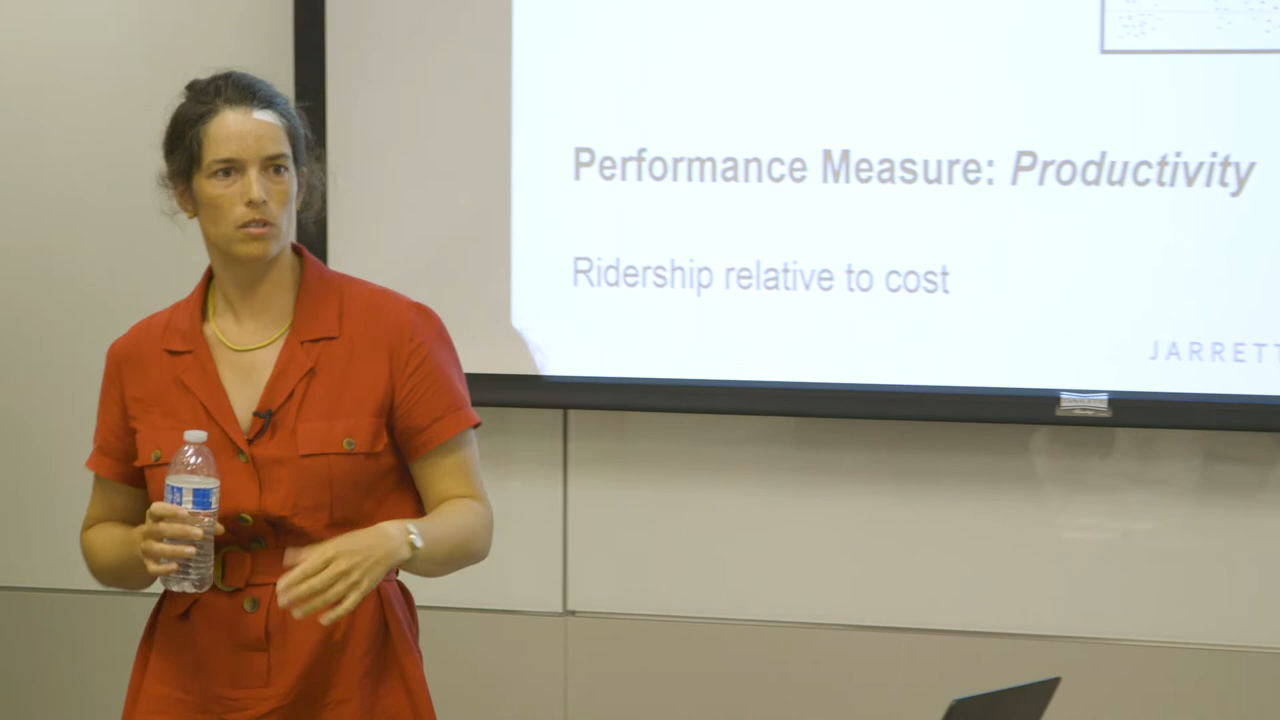 Performance Measure: Productivity
Ridership relative to cost
JARRETT